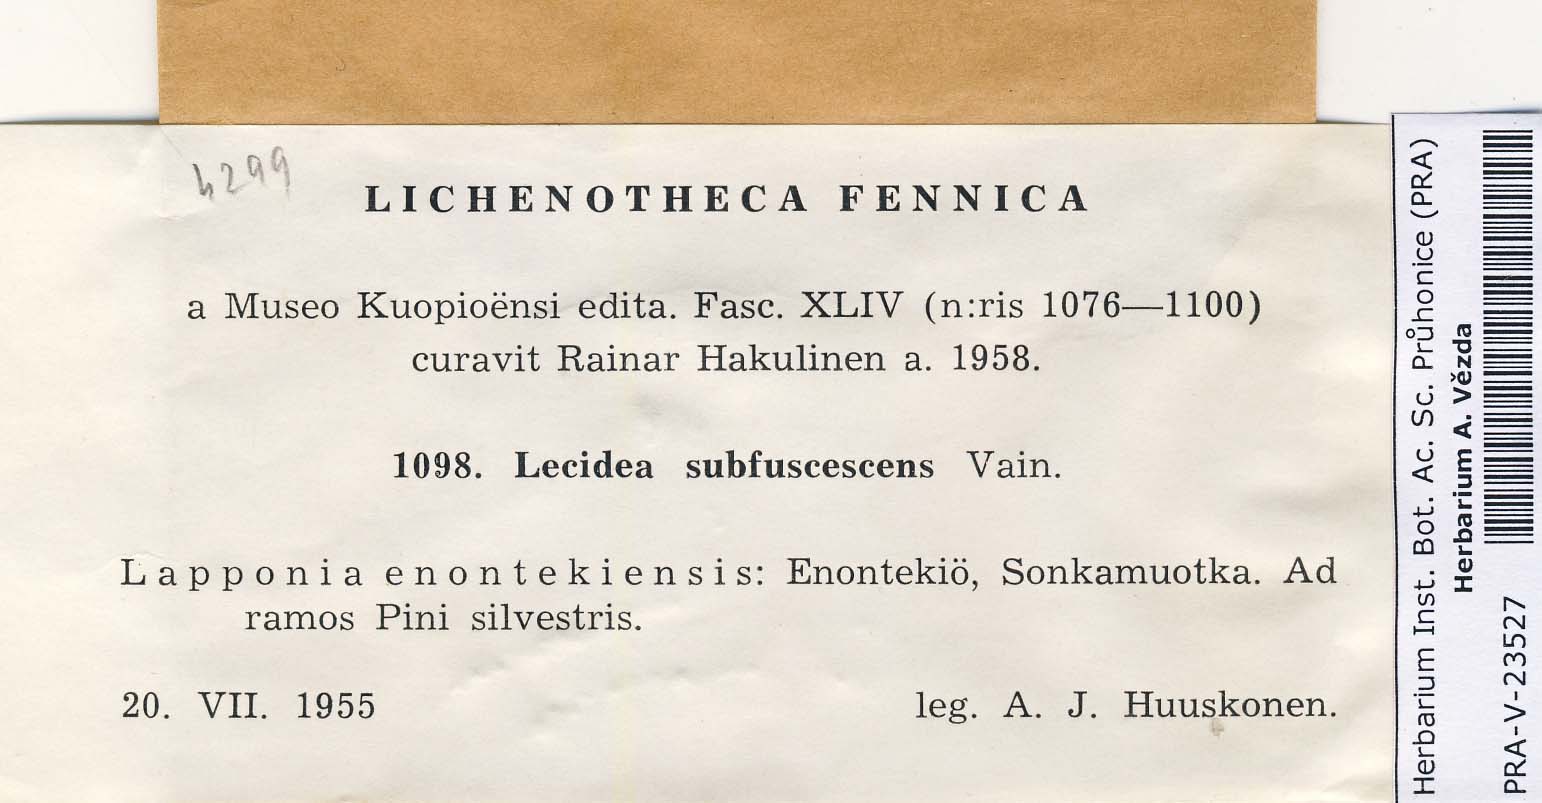 4299
LICHENOTHECA FENNICA
a Museo Kuopioënsi edita. Fasc. XLIV (n:ris 1076—1100)
curavit Rainar Hakulinen a. 1958.
1098. Lecidea subfuscescens Vain.
Lapponia enontekiensis: Enontekiö, Sonkamuotka. Ad
ramos Pini silvestris.
20. VII. 1955 leg. A. J. Huuskonen.
Herbarium Inst. Bot. Ac. Sc. Průhonice (PRA)
Herbarium A. Vězda
PRA-V-23527